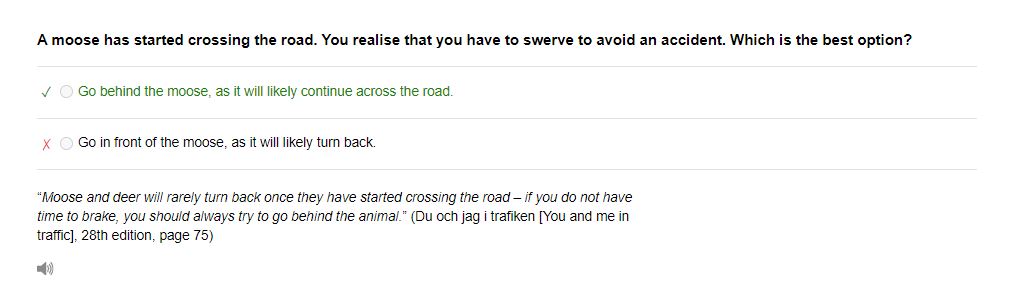 A moose has started crossing the road. You realise that you have to swerve to avoid an accident. Which is the best option?
✓ Go behind the moose, as it will likely continue across the road.
X Go in front of the moose, as it will likely turn back.
“Moose and deer will rarely turn back once they have started crossing the road – if you do not have
time to brake, you should always try to go behind the animal.” (Du och jag i trafiken [You and me in
traffic], 28th edition, page 75)